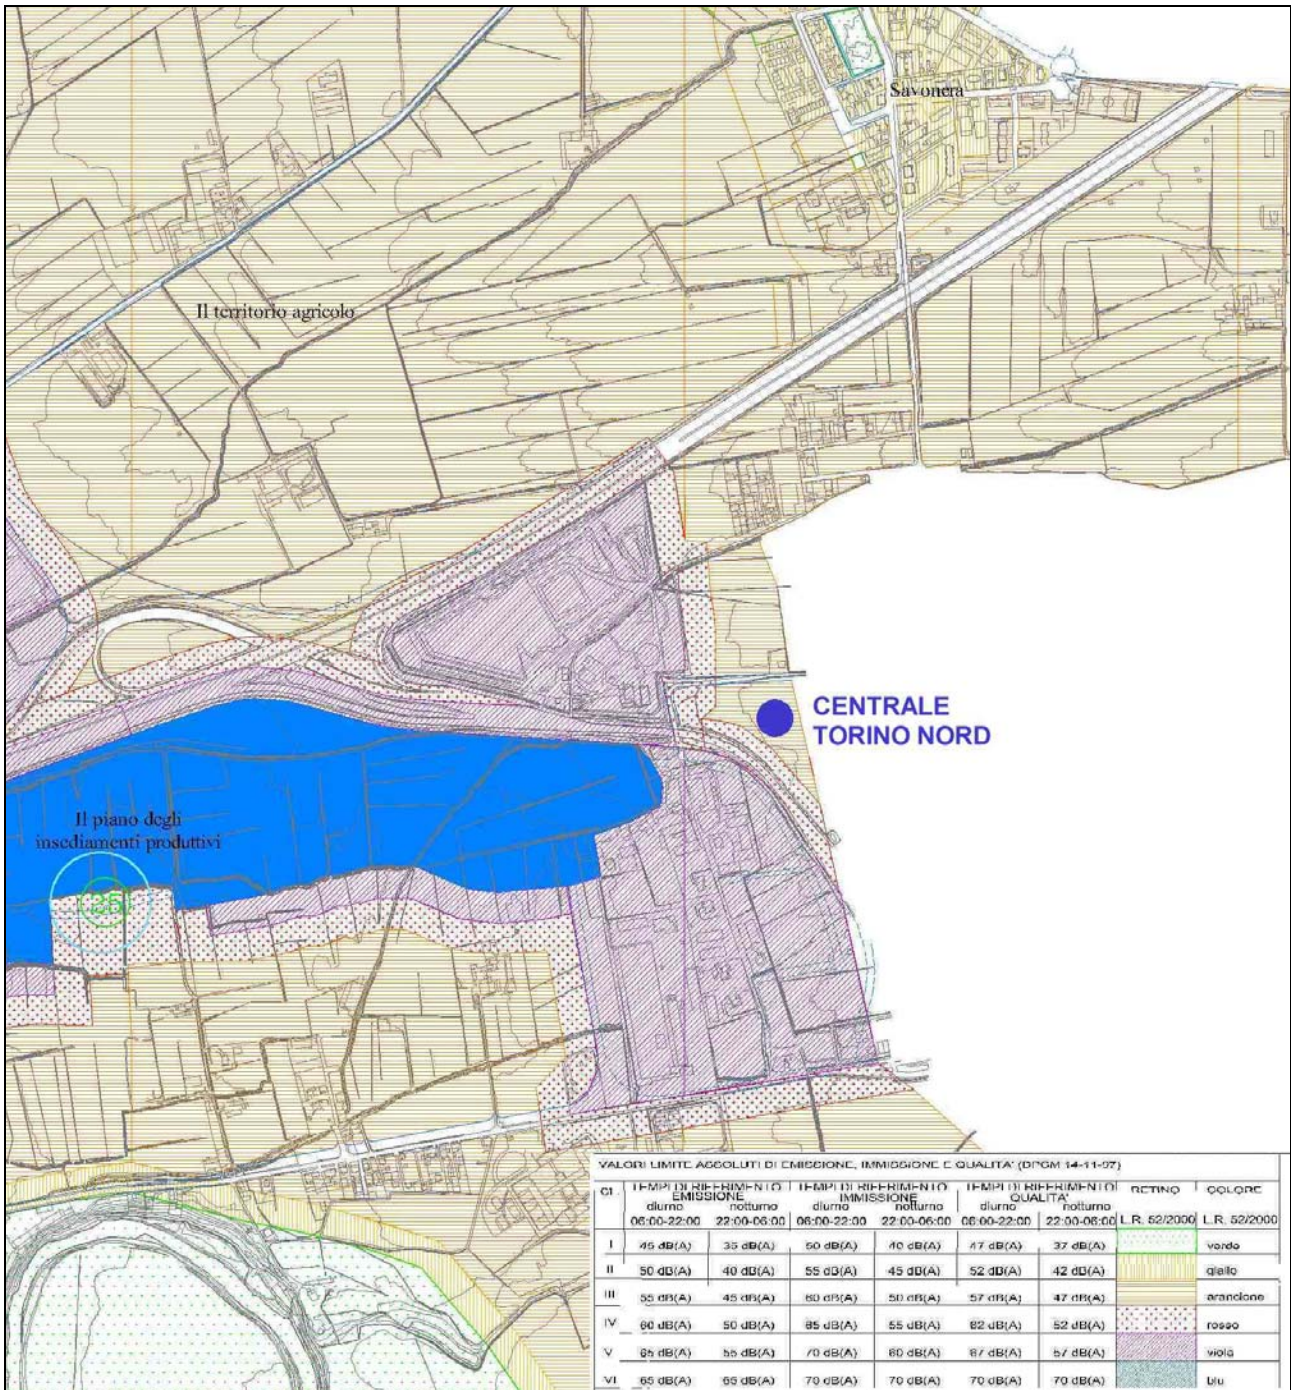 Savonera
Il territorio agricolo
CENTRALE
TORINO NORD
Il piano degli
insediamenti produttivi
25
VALORI LIMITE ASSOLUTI DI EMISSIONE, IMMISSIONE E QUALITA' (DPCM 14-11-97)
CL. TEMPI DI RIFERIMENTO TEMPI DI RIFERIMENTO TEMPI DI RIFERIMENTO RETINO COLORE
EMISSIONE IMMISSIONE QUALITA'
diurno notturno diurno notturno diurno notturno
06:00-22:00 22:00-06:00 06:00-22:00 22:00-06:00 06:00-22:00 22:00-06:00 L.R. 52/2000 L.R. 52/2000
I 45 dB(A) 35 dB(A) 50 dB(A) 40 dB(A) 47 dB(A) 37 dB(A) verde
II 50 dB(A) 40 dB(A) 55 dB(A) 45 dB(A) 52 dB(A) 42 dB(A) giallo
III 55 dB(A) 45 dB(A) 60 dB(A) 50 dB(A) 57 dB(A) 47 dB(A) arancione
IV 60 dB(A) 50 dB(A) 65 dB(A) 55 dB(A) 62 dB(A) 52 dB(A) rosso
V 65 dB(A) 55 dB(A) 70 dB(A) 60 dB(A) 67 dB(A) 57 dB(A) viola
VI 65 dB(A) 65 dB(A) 70 dB(A) 70 dB(A) 70 dB(A) 70 dB(A) blu